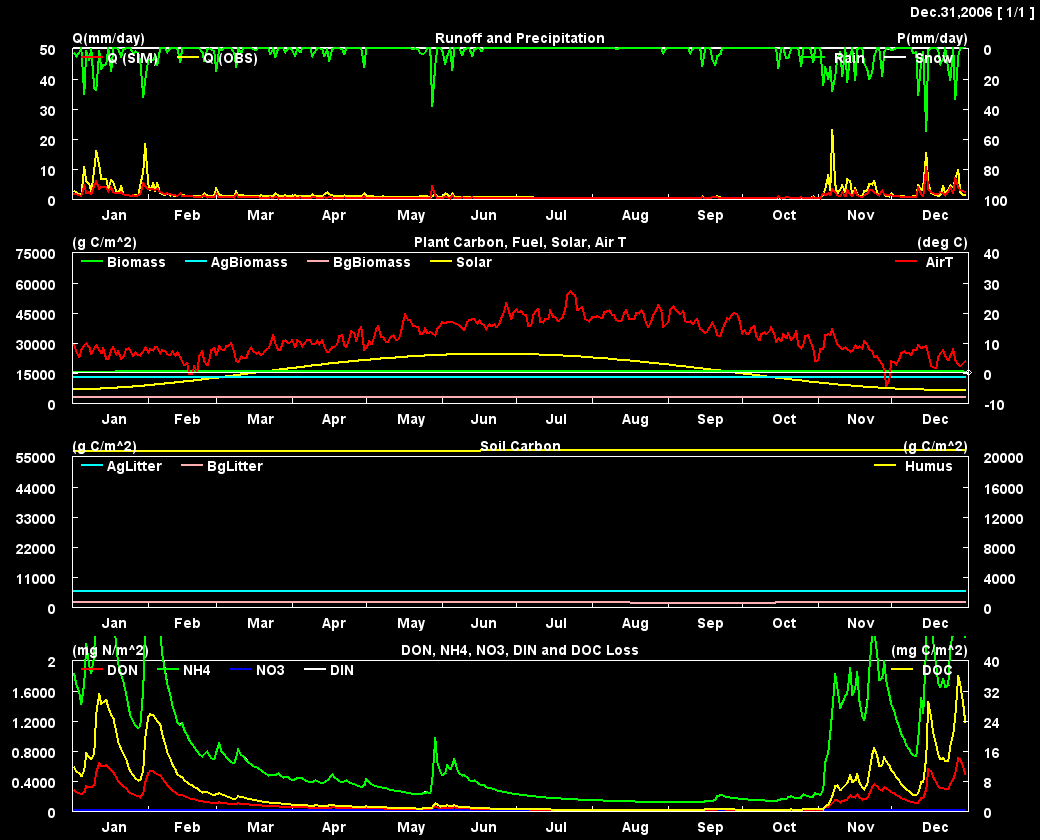 Dec.31,2006 [ 1/1 ]
Q(mm/day) Runoff and Precipitation P(mm/day)
50 0
Q (SIM) Q (OBS) Rain Snow
40 20
30 40
20 60
10 80
0 100
Jan Feb Mar Apr May Jun Jul Aug Sep Oct Nov Dec
(g C/m^2) Plant Carbon, Fuel, Solar, Air T (deg C)
75000 40
Biomass AgBiomass BgBiomass Solar AirT
60000 30
45000 20
30000 10
15000 0
0 -10
Jan Feb Mar Apr May Jun Jul Aug Sep Oct Nov Dec
(g C/m^2) Soil Carbon (g C/m^2)
55000 20000
AgLitter BgLitter Humus
44000 16000
33000 12000
22000 8000
11000 4000
0 0
Jan Feb Mar Apr May Jun Jul Aug Sep Oct Nov Dec
(mg N/m^2) DON, NH4, NO3, DIN and DOC Loss (mg C/m^2)
2 40
DON NH4 NO3 DIN DOC
1.6000 32
1.2000 24
0.8000 16
0.4000 8
0 0
Jan Feb Mar Apr May Jun Jul Aug Sep Oct Nov Dec